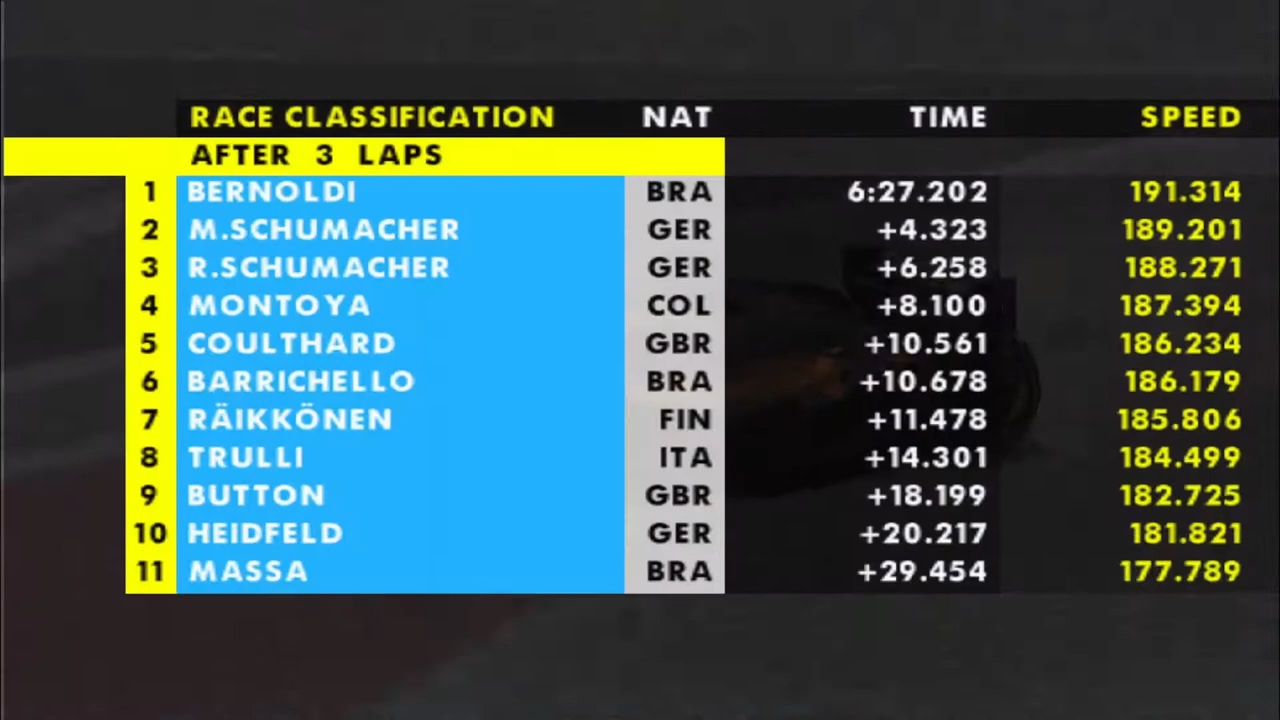 RACE CLASSIFICATION NAT TIME SPEED
AFTER 3 LAPS
1 BERNOLDI BRA 6:27.202 191.314
2 M.SCHUMACHER GER +4.323 189.201
3 R.SCHUMACHER GER +6.258 188.271
4 MONTOYA COL +8.100 187.394
5 COULTHARD GBR +10.561 186.234
6 BARRICHELLO BRA +10.678 186.179
7 RÄIKKÖNEN FIN +11.478 185.806
8 TRULLI ITA +14.301 184.499
9 BUTTON GBR +18.199 182.725
10 HEIDFELD GER +20.217 181.821
11 MASSA BRA +29.454 177.789